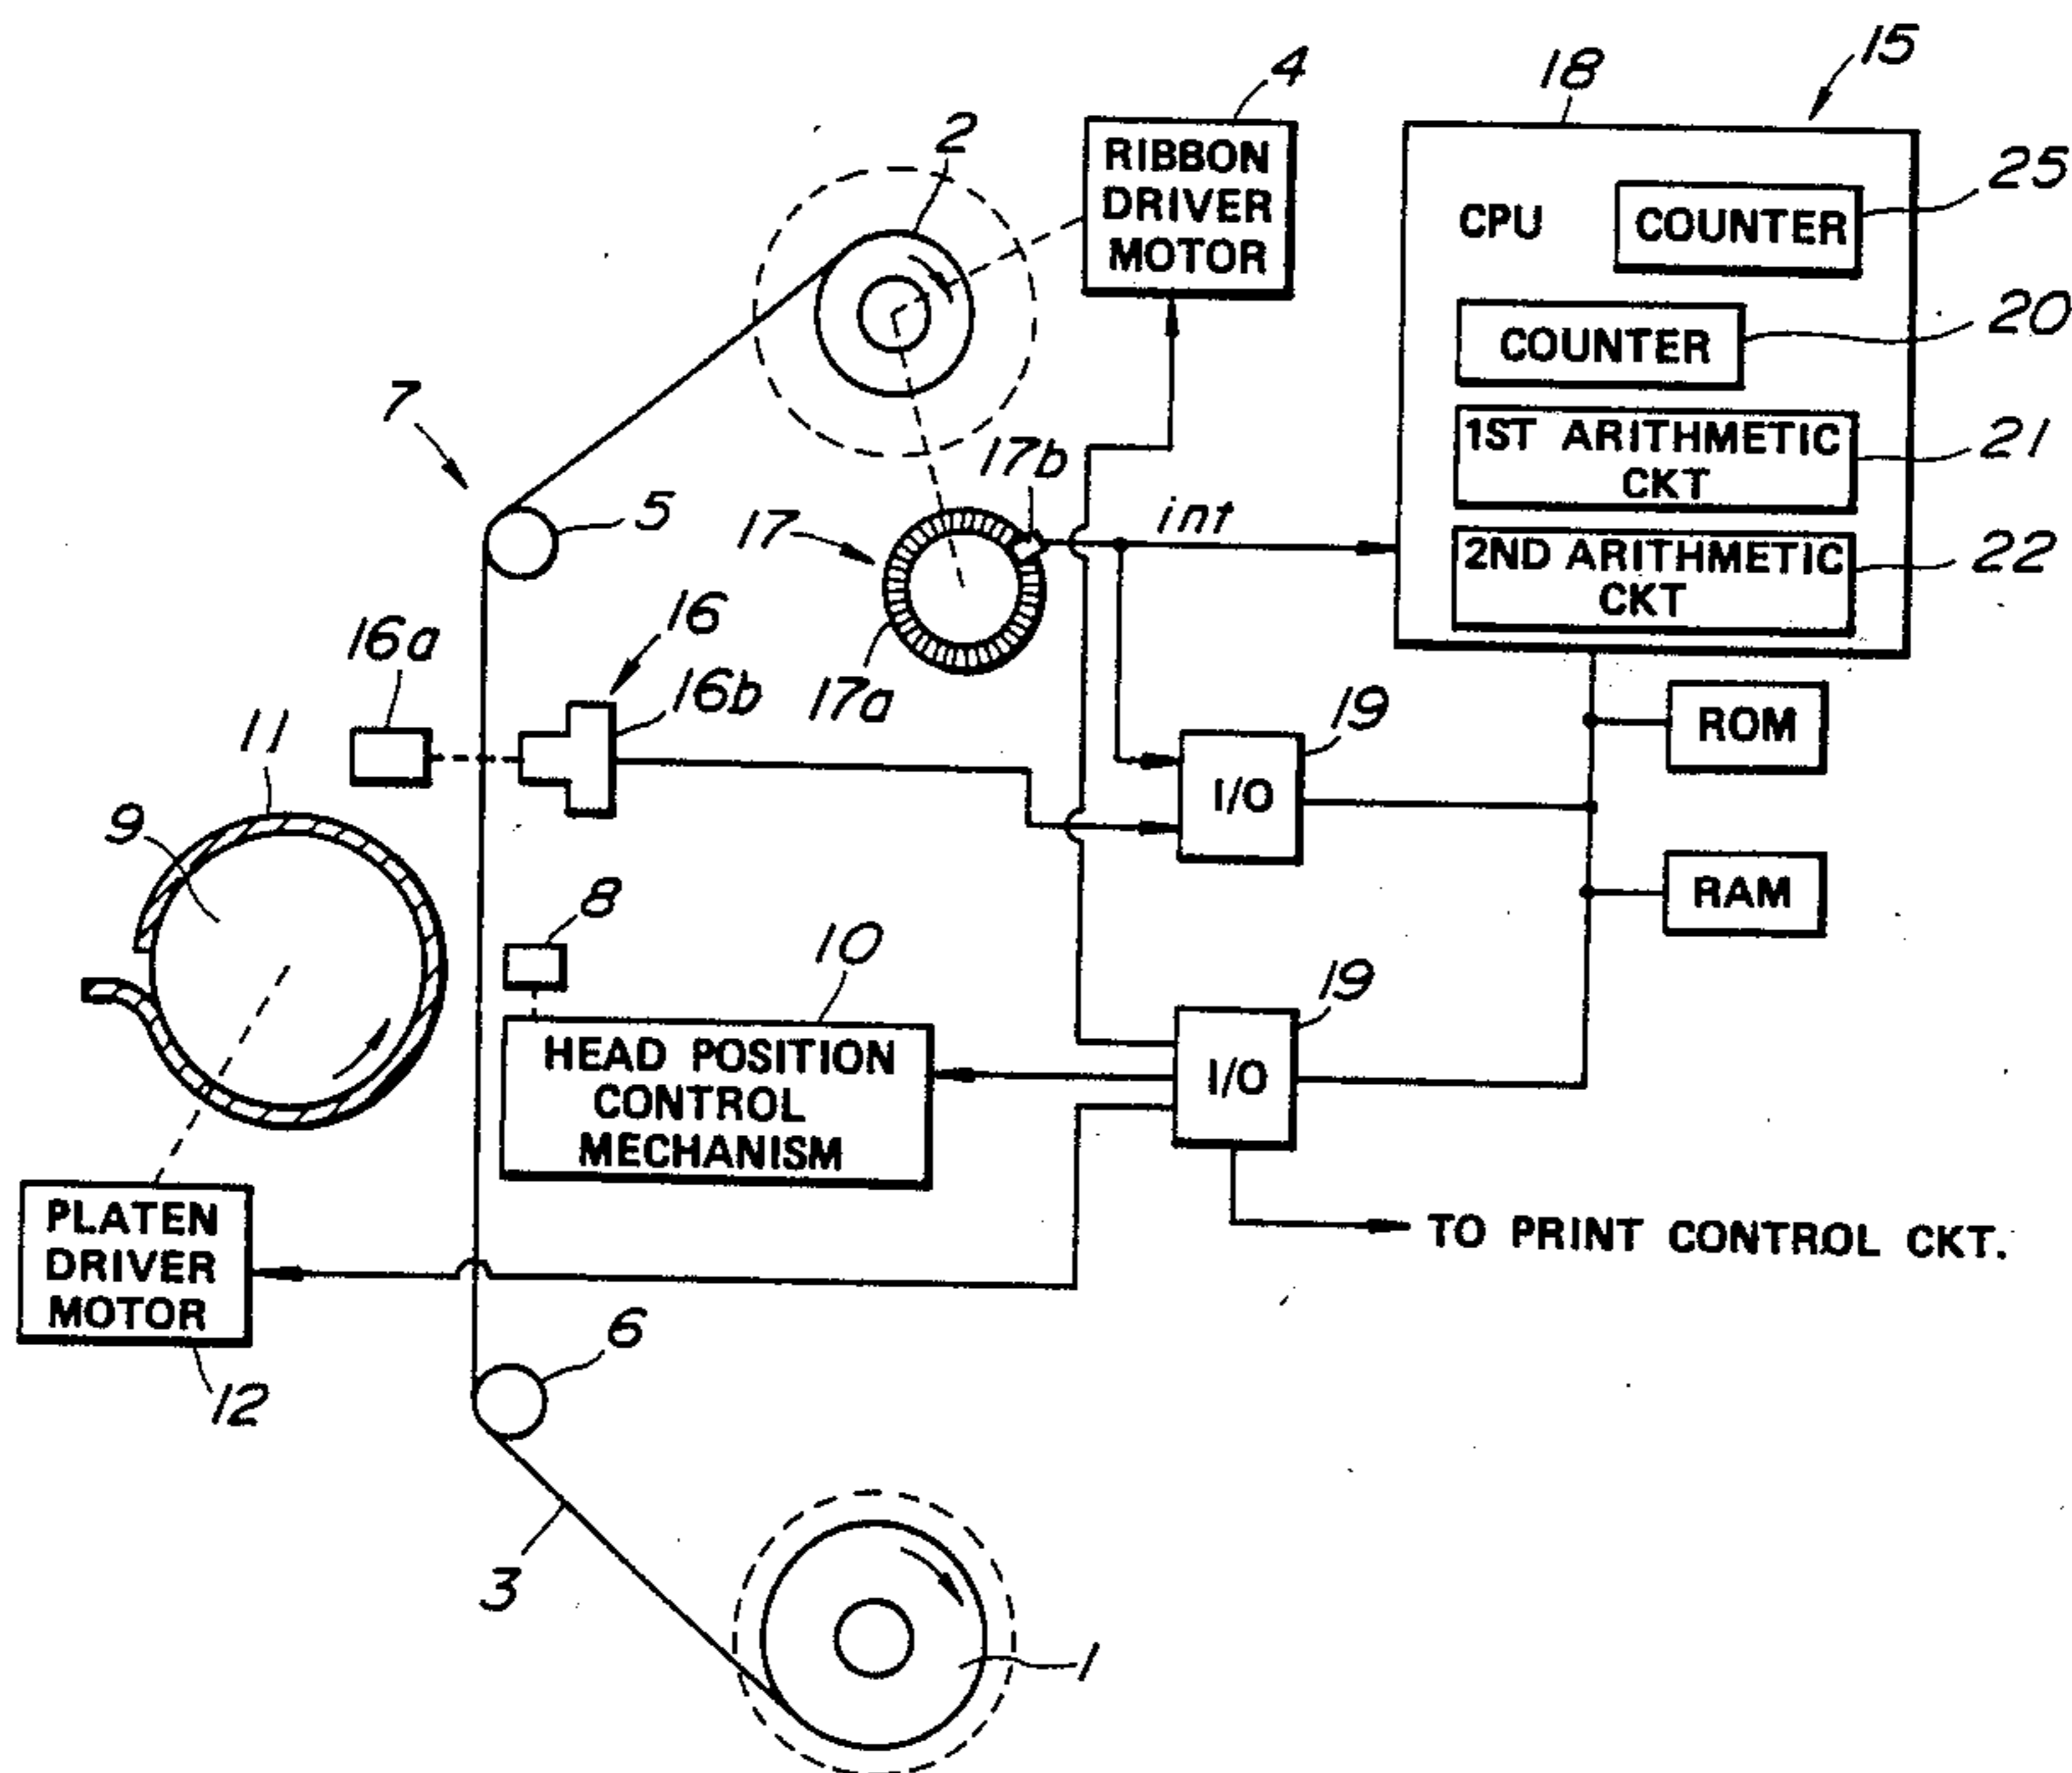 4
18
15
2
RIBBON
DRIVER
MOTOR
25
CPU
COUNTER
20
COUNTER
7
17b
1ST ARITHMETIC
CKT
21
5
17
int
2ND ARITHMETIC
CKT
22
16
16a
16b
17a
19
ROM
11
I/O
9
8
RAM
10
19
HEAD POSITION
CONTROL
MECHANISM
I/O
PLATEN
DRIVER
MOTOR
TO PRINT CONTROL CKT.
6
12
3
1